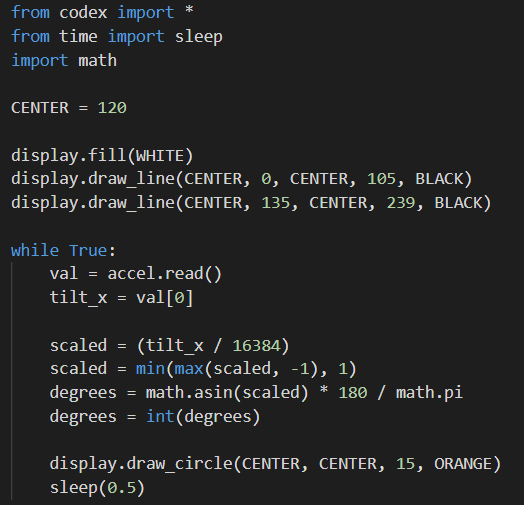 from codex import *
from time import sleep
import math

CENTER = 120

display.fill(WHITE)
display.draw_line(CENTER, 0, CENTER, 105, BLACK)
display.draw_line(CENTER, 135, CENTER, 239, BLACK)

while True:
    val = accel.read()
    tilt_x = val[0]

    scaled = (tilt_x / 16384)
    scaled = min(max(scaled, -1), 1)
    degrees = math.asin(scaled) * 180 / math.pi
    degrees = int(degrees)

    display.draw_circle(CENTER, CENTER, 15, ORANGE)
    sleep(0.5)